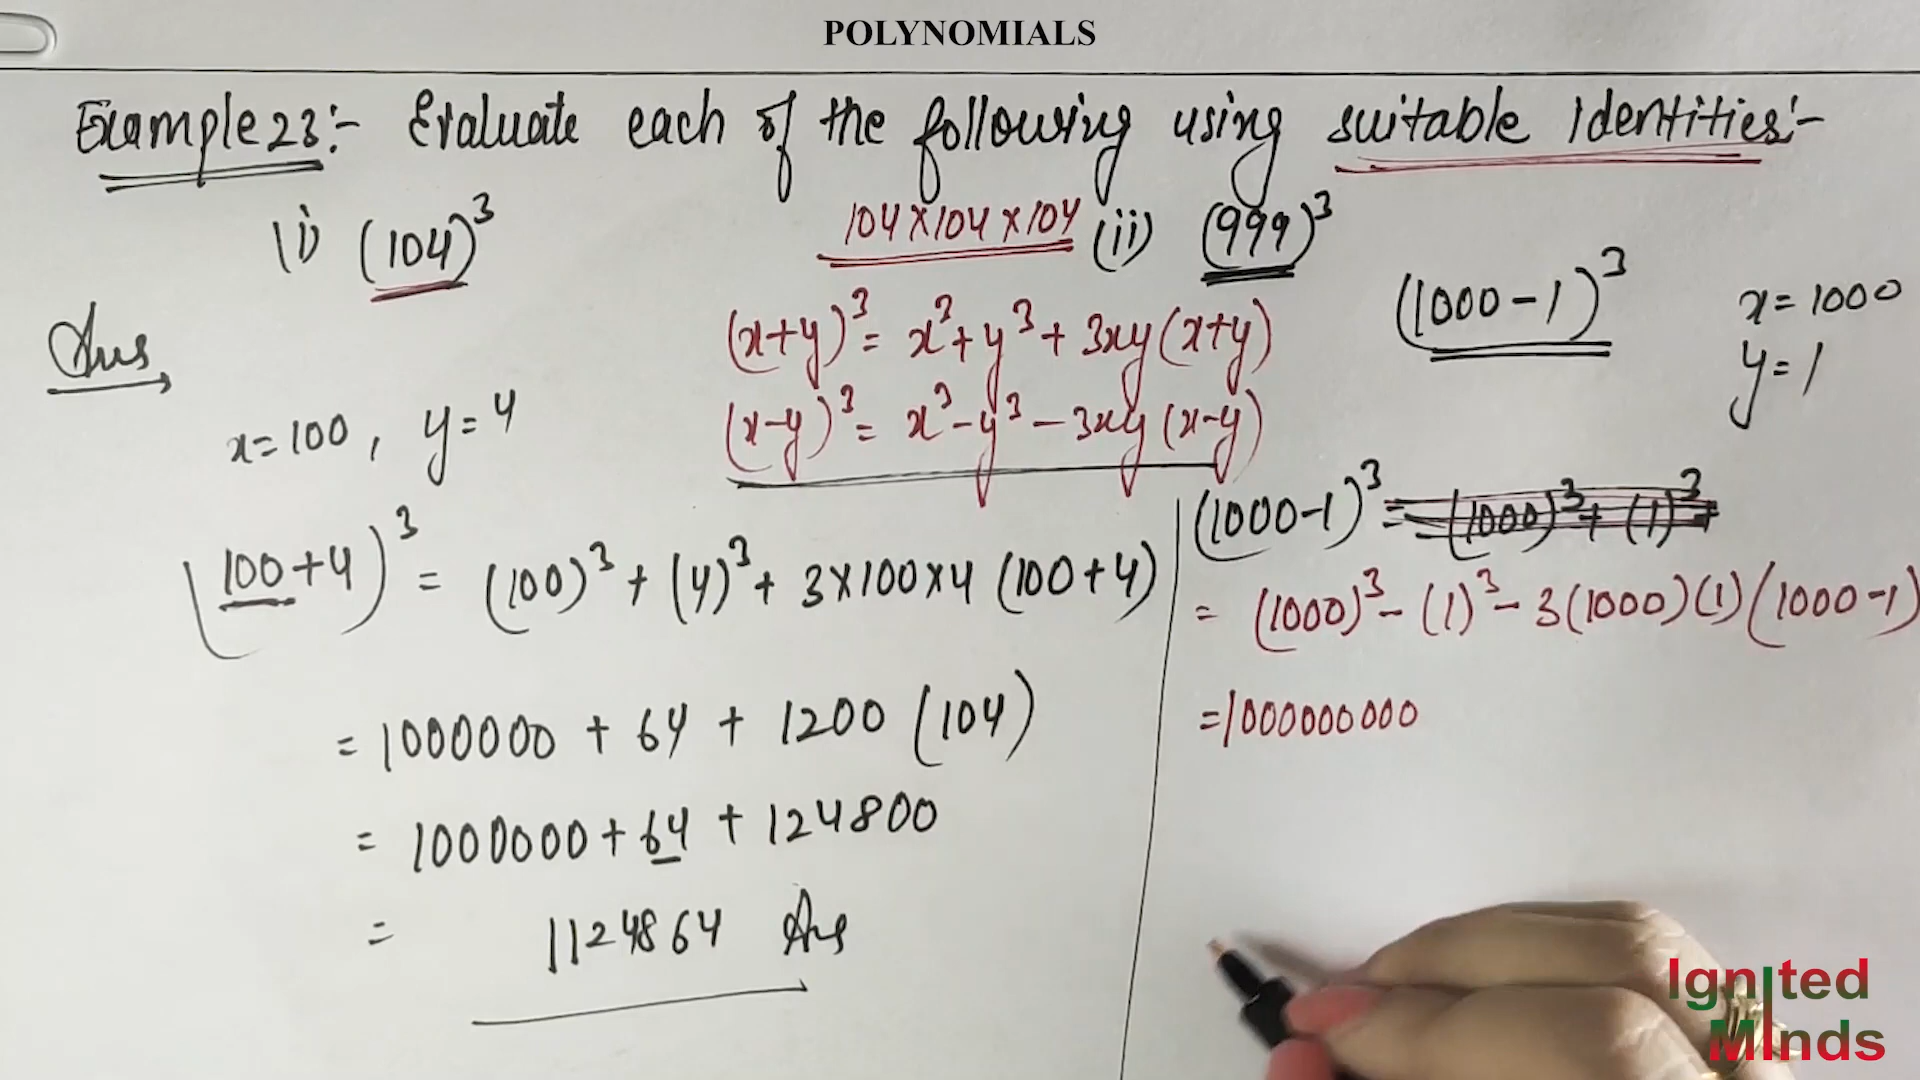 POLYNOMIALS
Example 23:- Evaluate each of the following using suitable identities:-
(i) (104)³
104×104×104
(ii) (999)³
(1000-1)³
x=1000
y=1
Ans
(x+y)³ = x³+y³+3xy(x+y)
(x-y)³ = x³-y³-3xy(x-y)
x=100, y=4
(100+4)³ = (100)³+(4)³+3×100×4(100+4)
= 1000000+64+1200(104)
= 1000000+64+124800
= 1124864 Ans
(1000-1)³ = (1000)³+(1)³+
= (1000)³-(1)³-3(1000)(1)(1000-1)
=1000000000
Ignited
Minds